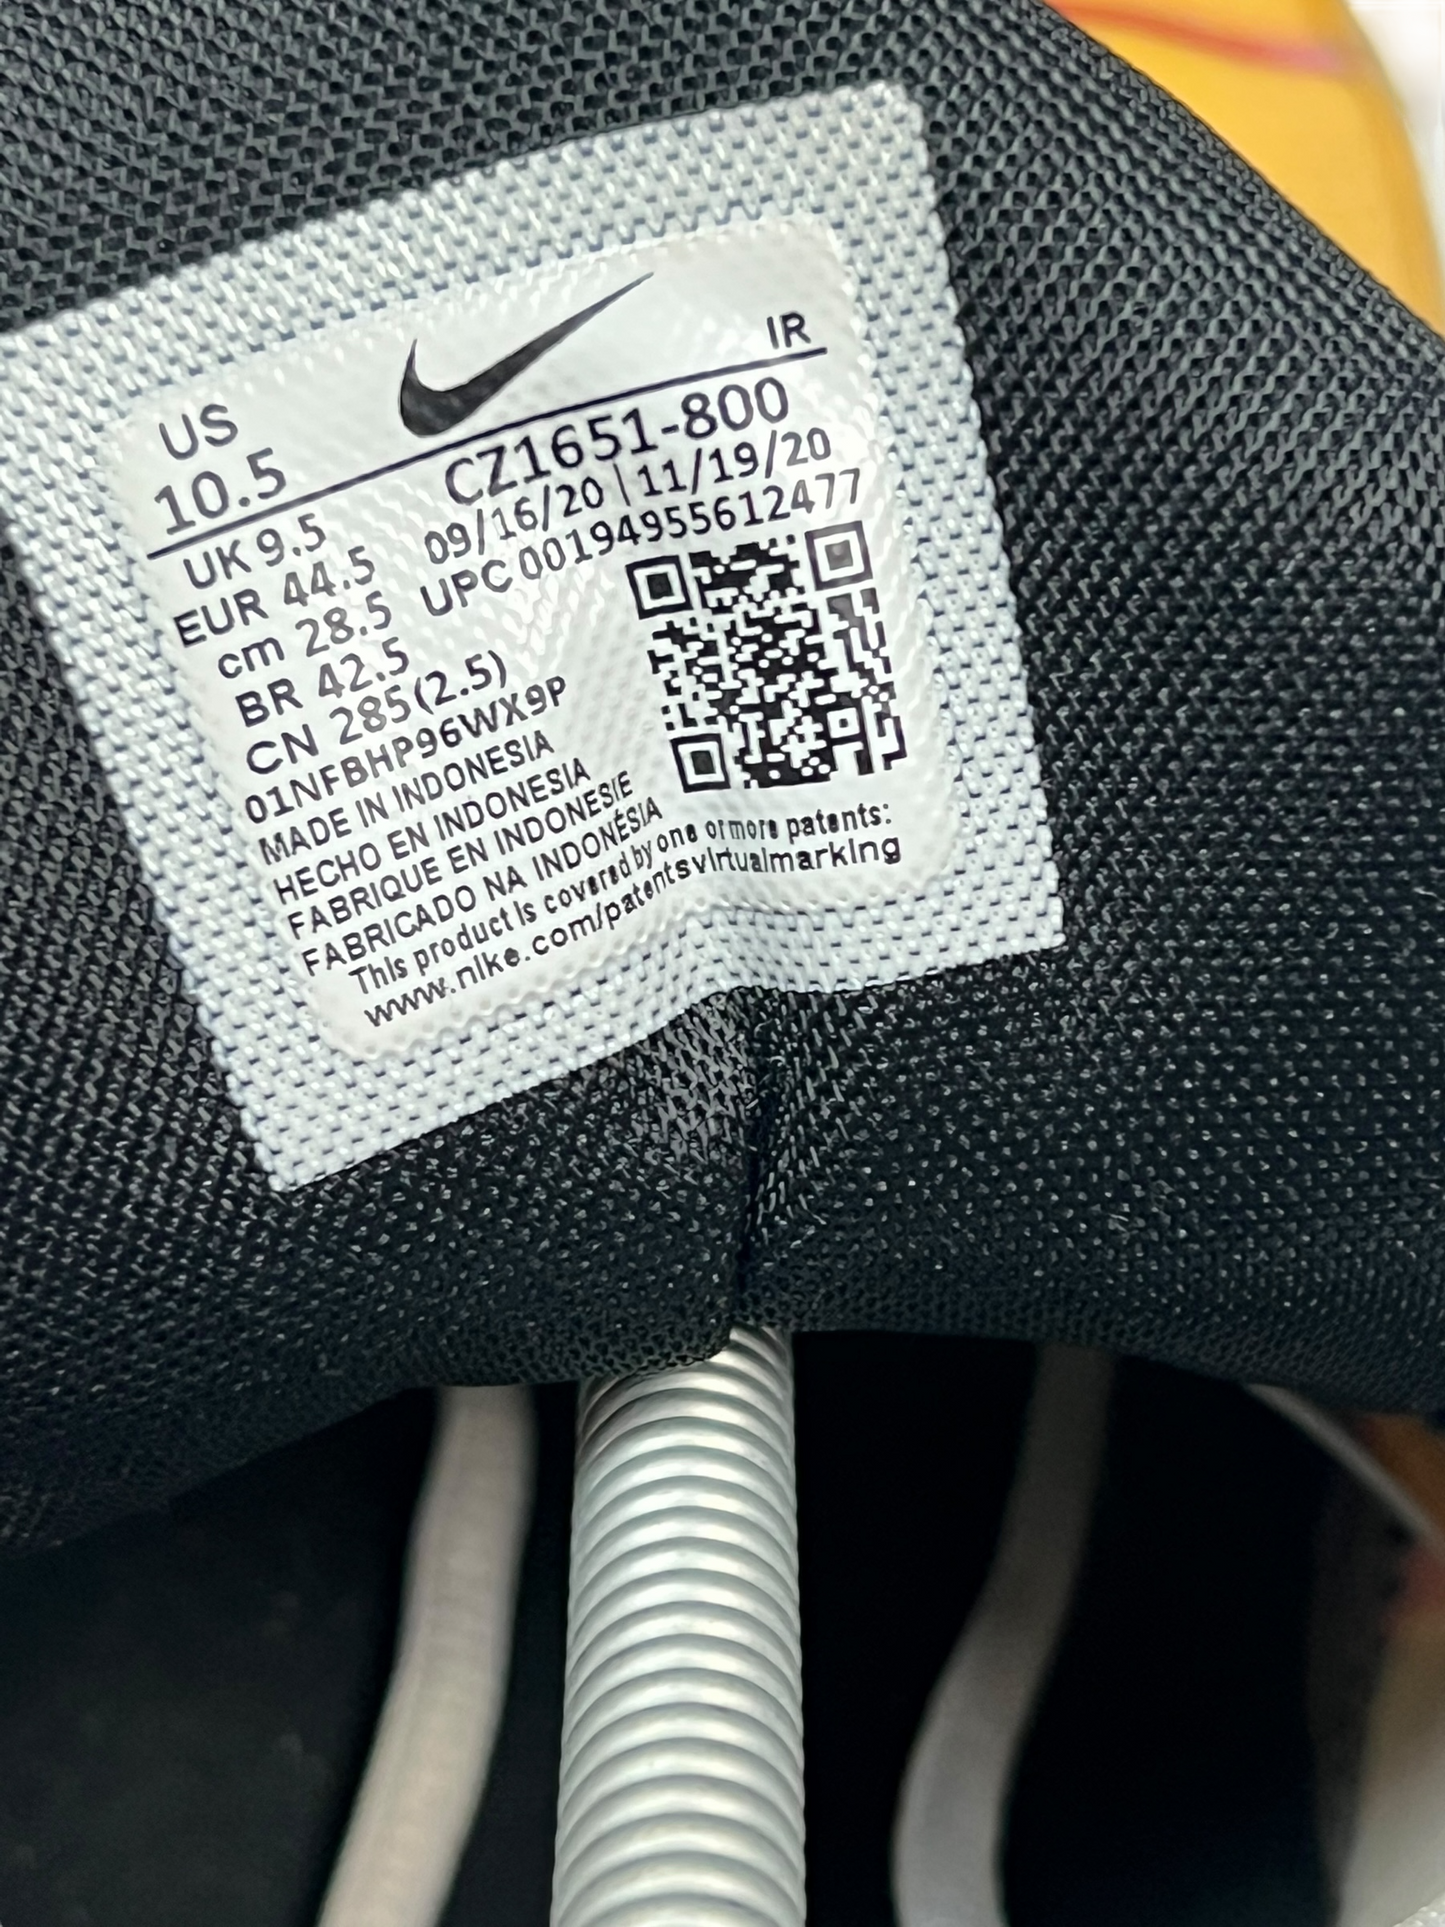 US
10.5
IR
UK 9.5
EUR 44.5
cm 28.5
BR 42.5
CN 285(2.5)
CZ1651-800
09/16/20 | 11/19/20
UPC 00194955612477
01NFBHP96WX9P
MADE IN INDONESIA
HECHO EN INDONESIA
FABRIQUE EN INDONESIE
FABRICADO NA INDONÉSIA
This product is covered by one or more patents:
www.nike.com/patentsvirtualmarking